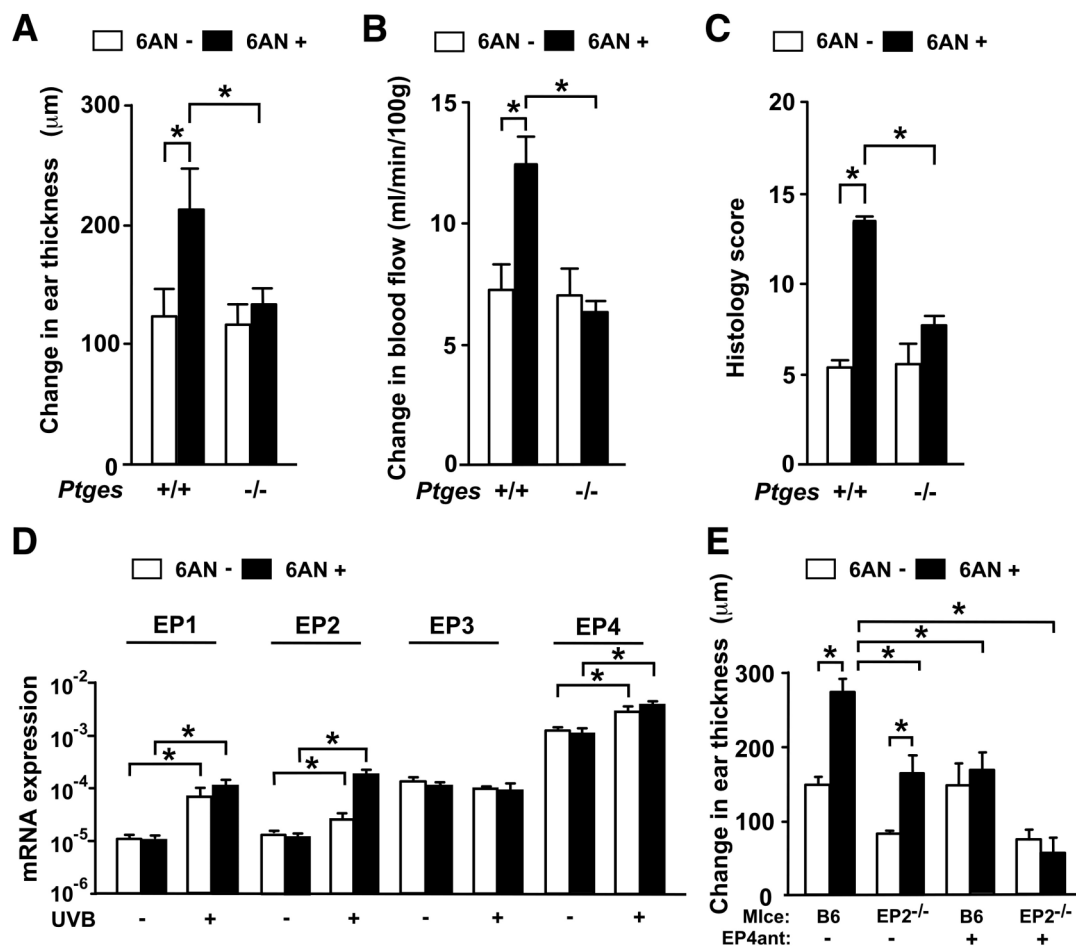 A
6AN - 6AN +
Change in ear thickness (μm)
300
200
100
0
*
*
Ptges +/+ -/-
B
6AN - 6AN +
Change in blood flow (ml/min/100g)
15
10
5
0
*
*
Ptges +/+ -/-
C
6AN - 6AN +
Histology score
20
15
10
5
0
*
*
Ptges +/+ -/-
D
6AN - 6AN +
EP1 EP2 EP3 EP4
mRNA expression
10-2
10-3
10-4
10-5
10-6
* * * * * *
UVB - + - + - + - +
E
6AN - 6AN +
Change in ear thickness (μm)
300
200
100
0
*
*
*
*
*
MIce: B6 EP2-/- B6 EP2-/-
EP4ant: - - + +